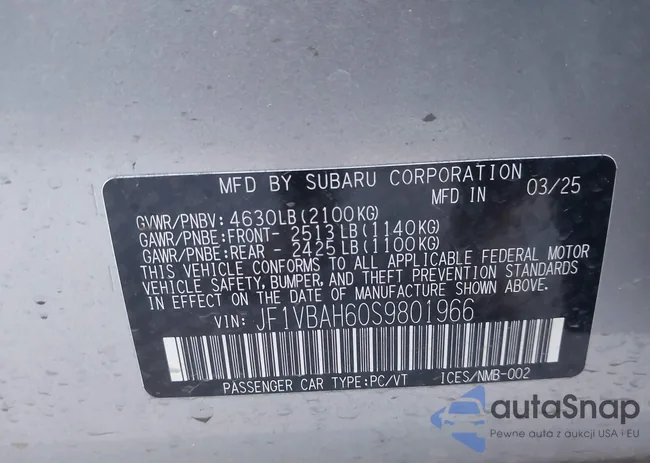 MFD BY SUBARU CORPORATION
MFD IN 03/25
GVWR/PNBV: 4630LB(2100KG)
GAWR/PNBE:FRONT- 2513LB(1140KG)
GAWR/PNBE:REAR - 2425LB(1100KG)
THIS VEHICLE CONFORMS TO ALL APPLICABLE FEDERAL MOTOR
VEHICLE SAFETY, BUMPER, AND THEFT PREVENTION STANDARDS
IN EFFECT ON THE DATE OF MANUFACTURE SHOWN ABOVE.
VIN: JF1VBAH60S9801966
PASSENGER CAR TYPE:PC/VT ICES/NMB-002
autaSnap
Pewne auta z aukcji USA i EU